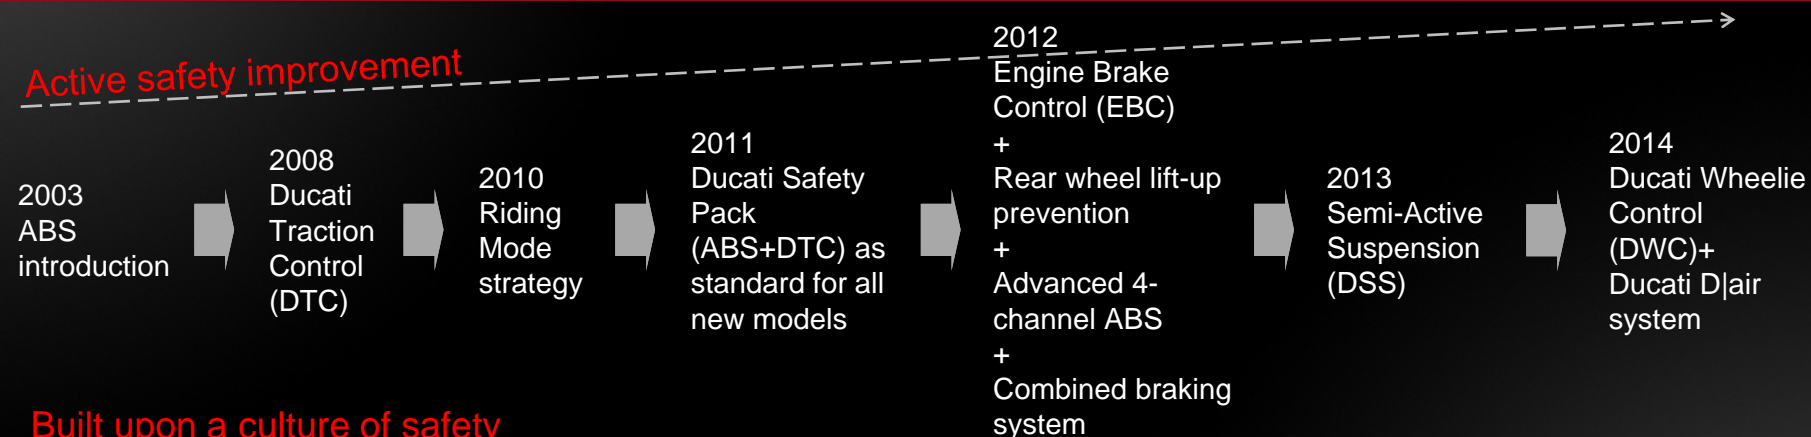 Active safety improvement
2003
ABS
introduction
2008
Ducati
Traction
Control
(DTC)
2010
Riding
Mode
strategy
2011
Ducati Safety
Pack
(ABS+DTC) as
standard for all
new models
2012
Engine Brake
Control (EBC)
+
Rear wheel lift-up
prevention
+
Advanced 4-
channel ABS
+
Combined braking
system
2013
Semi-Active
Suspension
(DSS)
2014
Ducati Wheelie
Control
(DWC)+
Ducati D|air
system
Built upon a culture of safety